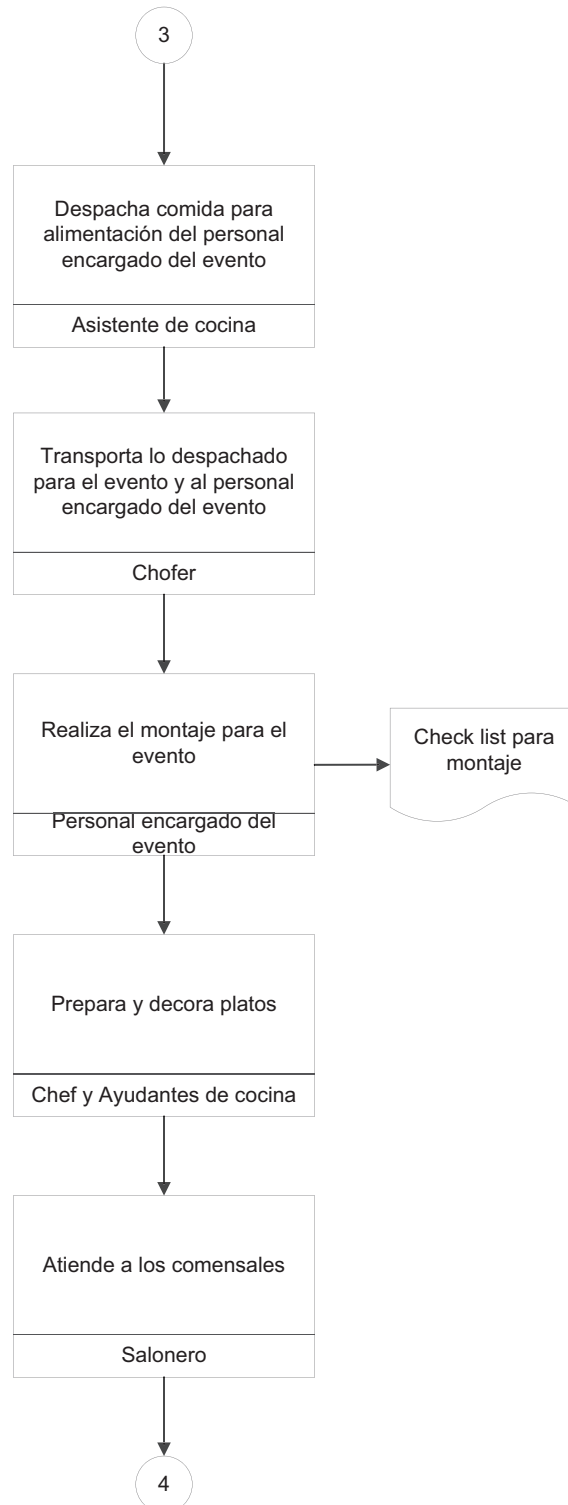 3
Despacha comida para
alimentación del personal
encargado del evento
Asistente de cocina
Transporta lo despachado
para el evento y al personal
encargado del evento
Chofer
Realiza el montaje para el
evento
Personal encargado del
evento
Check list para
montaje
Prepara y decora platos
Chef y Ayudantes de cocina
Atiende a los comensales
Salonero
4